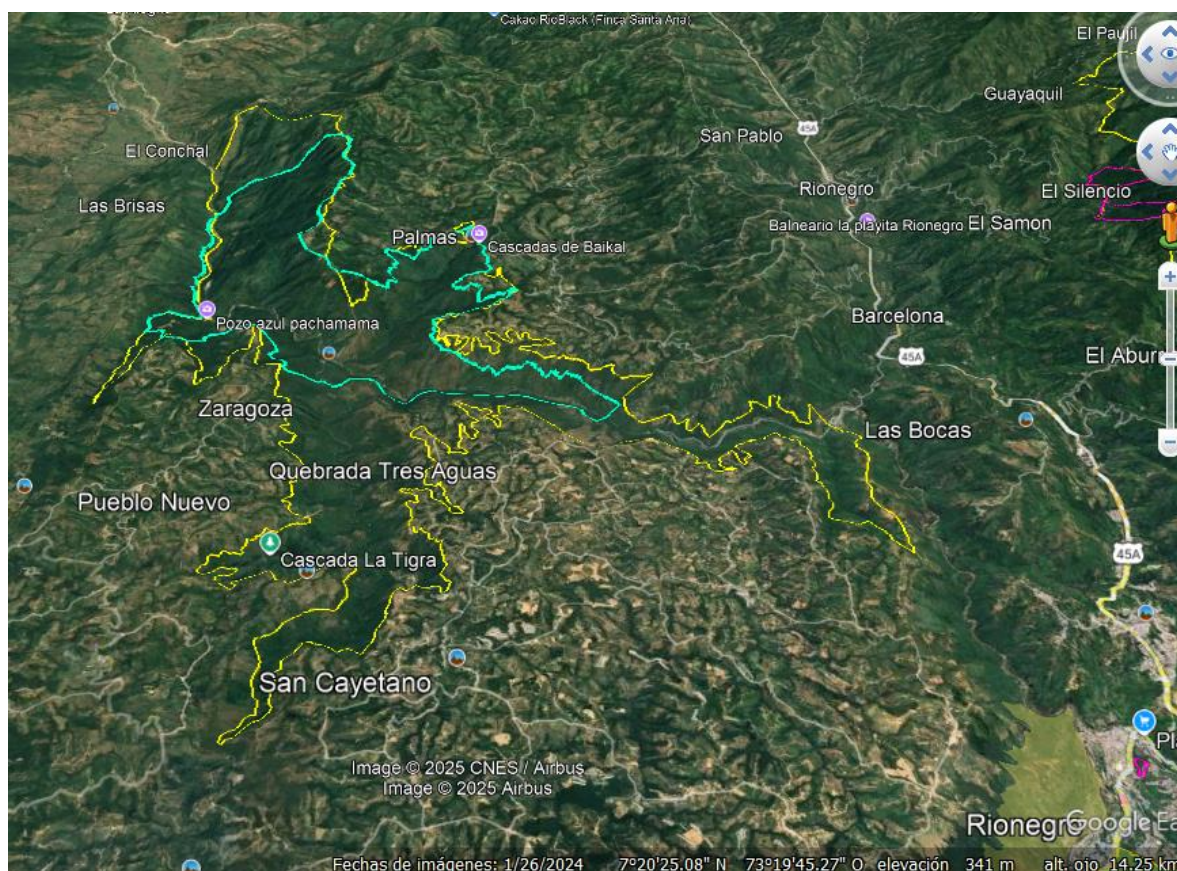 Cakao RioBlack (Finca Santa Ana)
El Paujil
Guayaquil
San Pablo
45A
El Conchal
El Silencio
Rionegro
Las Brisas
Balneario la playita Rionegro
El Samon
Palmas
Cascadas de Baikal
Pozo azul pachamama
Barcelona
45A
El Aburr
Zaragoza
Las Bocas
Quebrada Tres Aguas
Pueblo Nuevo
45A
Cascada La Tigra
San Cayetano
Pla
Image © 2025 CNES / Airbus
Image © 2025 Airbus
Rionegro
Google Ea
Fechas de imágenes: 1/26/2024 7°20'25.08" N 73°19'45.27" O elevación 341 m alt. ojo 14.25 km